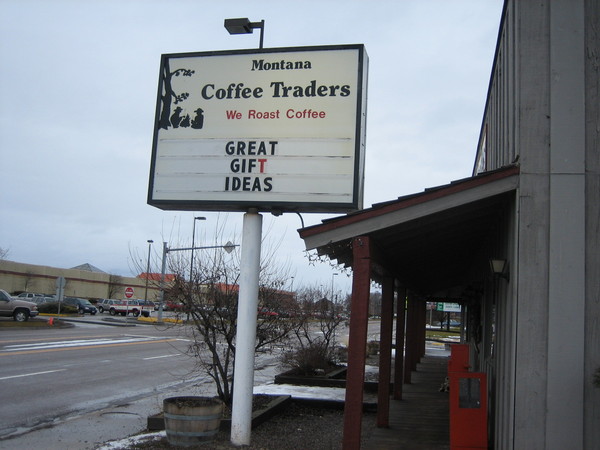 Montana
Coffee Traders
We Roast Coffee
GREAT
GIFT
IDEAS